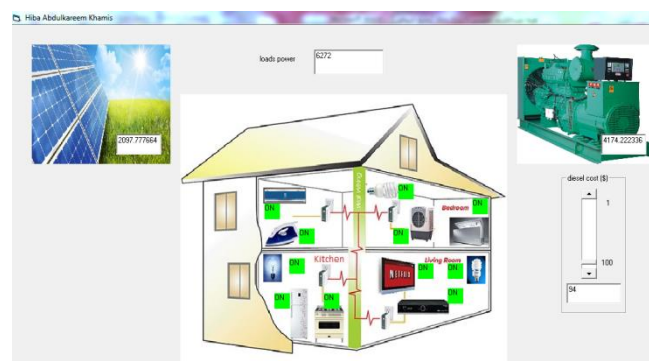 Hiba Abdulkareem Khamis
loads power
6272
2097.777664
4174.222336
diesel cost ($)
1
100
94
ON
ON
ON
ON
Bedroom
ON
Kitchen
ON
ON
Living Room
ON
ON
ON
ON
ON